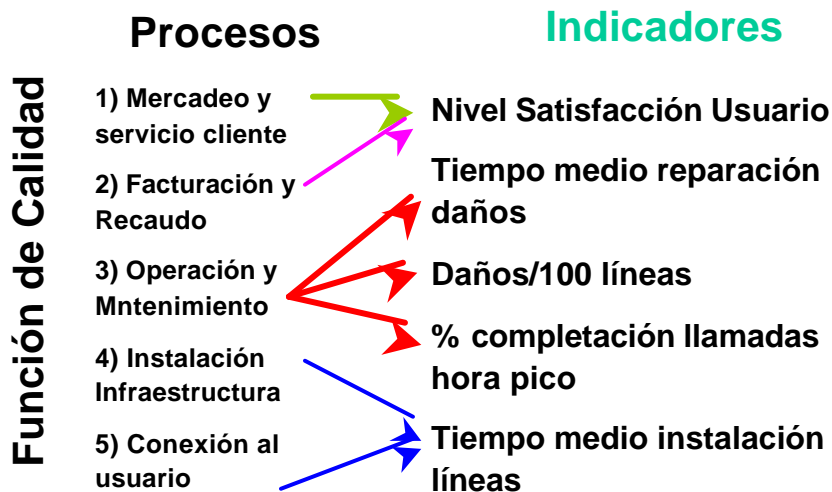 Procesos
Indicadores
Función de Calidad
1) Mercadeo y
servicio cliente
2) Facturación y
Recaudo
3) Operación y
Mntenimiento
4) Instalación
Infraestructura
5) Conexión al
usuario
Nivel Satisfacción Usuario
Tiempo medio reparación
daños
Daños/100 líneas
% completación llamadas
hora pico
Tiempo medio instalación
líneas